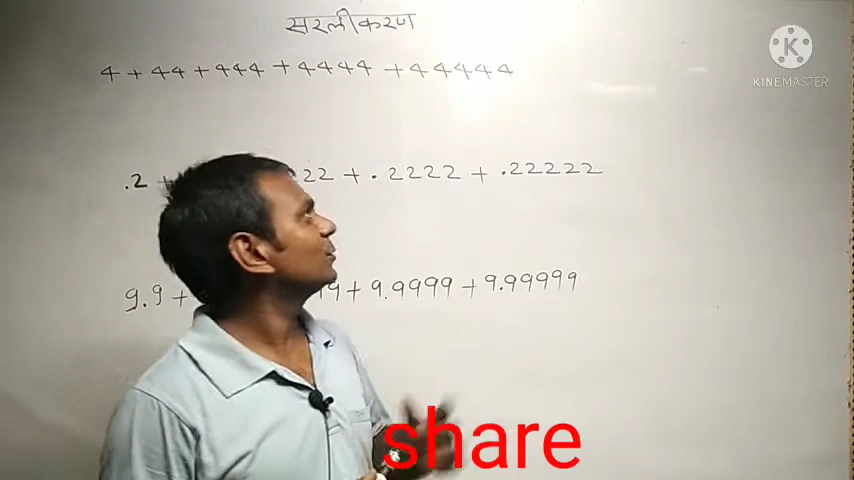 सरलीकरण
KINEMASTER
4 + 44 + 444 + 4444 + 44444
.2 + 22 + .2222 + .22222
9.9 + 99 + 9.9999 + 9.99999
share